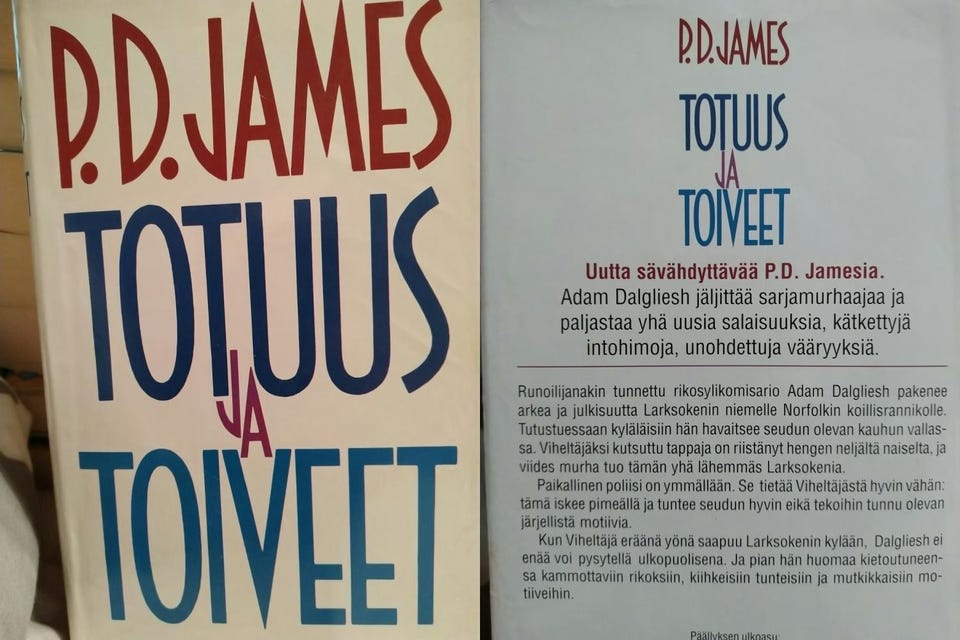 P.D.JAMES
TOTUUS
JA
TOIVEET
P.D.JAMES
TOTUUS
JA
TOIVEET
Uutta sävähdyttävää P.D. Jamesia.
Adam Dalgliesh jäljittää sarjamurhaajaa ja
paljastaa yhä uusia salaisuuksia, kätkettyjä
intohimoja, unohdettuja vääryyksiä.
Runoilijanakin tunnettu rikosylikomisario Adam Dalgliesh pakenee
arkea ja julkisuutta Larksokenin niemelle Norfolkin koillisrannikolle.
Tutustuessaan kyläläisiin hän havaitsee seudun olevan kauhun vallas-
sa. Viheltäjäksi kutsuttu tappaja on riistänyt hengen neljältä naiselta, ja
viides murha tuo tämän yhä lähemmäs Larksokenia.
Paikallinen poliisi on ymmällään. Se tietää Viheltäjästä hyvin vähän:
tämä iskee pimeällä ja tuntee seudun hyvin eikä tekoihin tunnu olevan
järjellistä motiivia.
Kun Viheltäjä eräänä yönä saapuu Larksokenin kylään, Dalgliesh ei
enää voi pysytellä ulkopuolisena. Ja pian hän huomaa kietoutuneen-
sa kammottaviin rikoksiin, kiihkeisiin tunteisiin ja mutkikkaisiin mo-
tiiveihin.
Päällyksen ulkoasu: